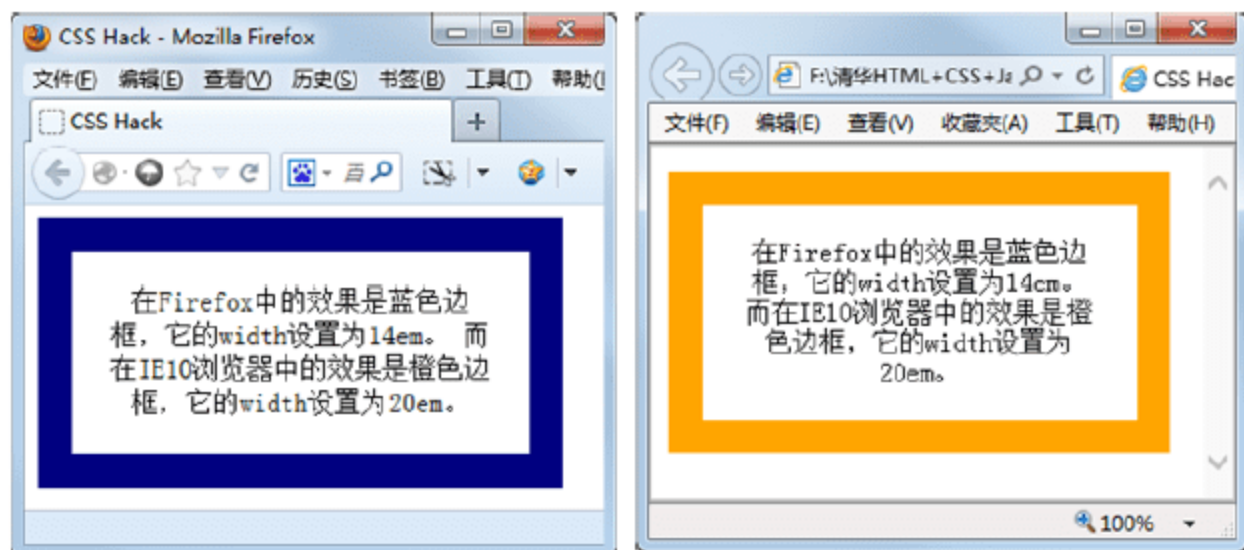 CSS Hack - Mozilla Firefox
文件(F) 编辑(E) 查看(V) 历史(S) 书签(B) 工具(T) 帮助(
CSS Hack
百
在Firefox中的效果是蓝色边
框，它的width设置为14em。 而
在IE10浏览器中的效果是橙色边
框，它的width设置为20em。
F:\清华HTML+CSS+Ja
CSS Hac
文件(F) 编辑(E) 查看(V) 收藏夹(A) 工具(T) 帮助(H)
在Firefox中的效果是蓝色边
框，它的width设置为14em。
而在IE10浏览器中的效果是橙
色边框，它的width设置为
20em。
100%